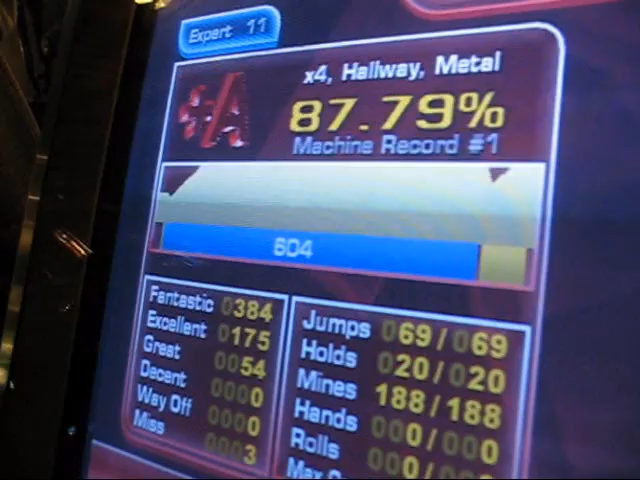 Expert 11
A
x4, Hallway, Metal
87.79%
Machine Record #1
604
Fantastic 0384
Excellent 0175
Great 0054
Decent 0000
Way Off 0000
Miss 0003
Jumps 069/069
Holds 020/020
Mines 188/188
Hands 000/000
Rolls 000/000
Max